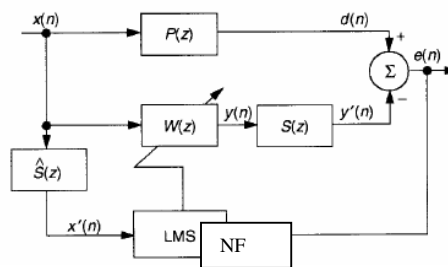 x(n)
P(z)
d(n)
+
Σ
e(n)
−
W(z)
y(n)
S(z)
y′(n)
Ŝ(z)
x′(n)
LMS
NF